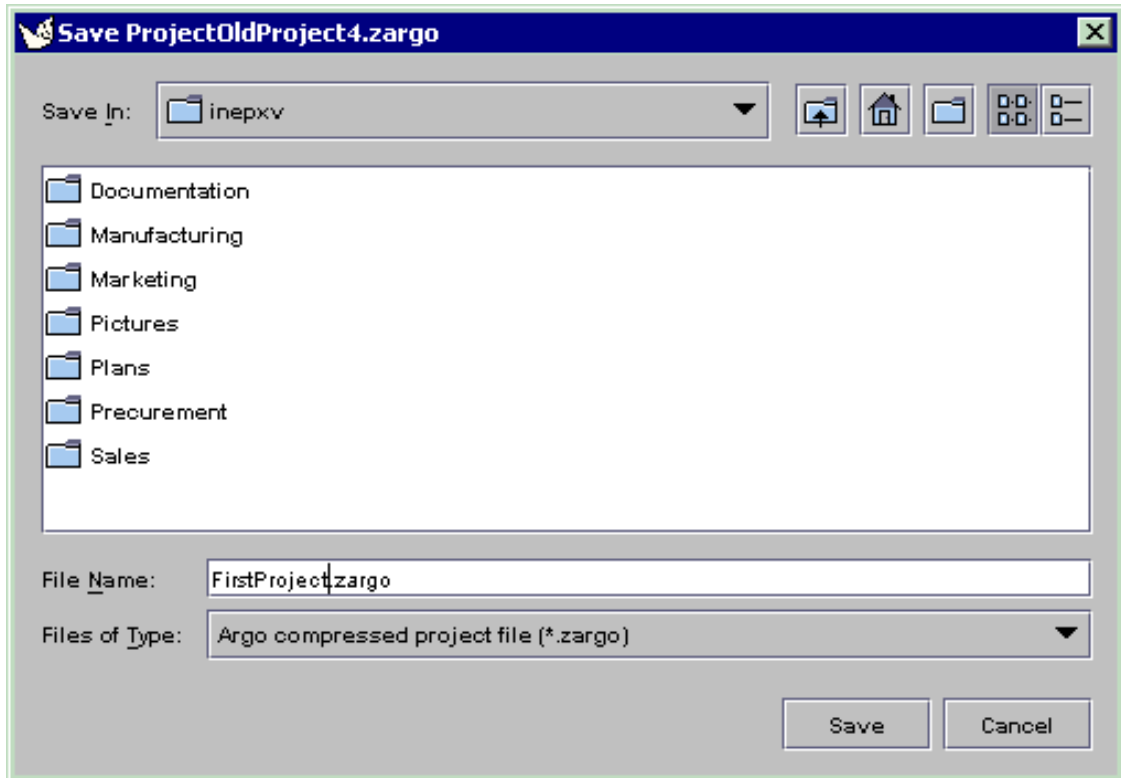 Save ProjectOldProject4.zargo
Save In: inepxv
Documentation
Manufacturing
Marketing
Pictures
Plans
Precurement
Sales
File Name: FirstProject.zargo
Files of Type: Argo compressed project file (*.zargo)
Save Cancel